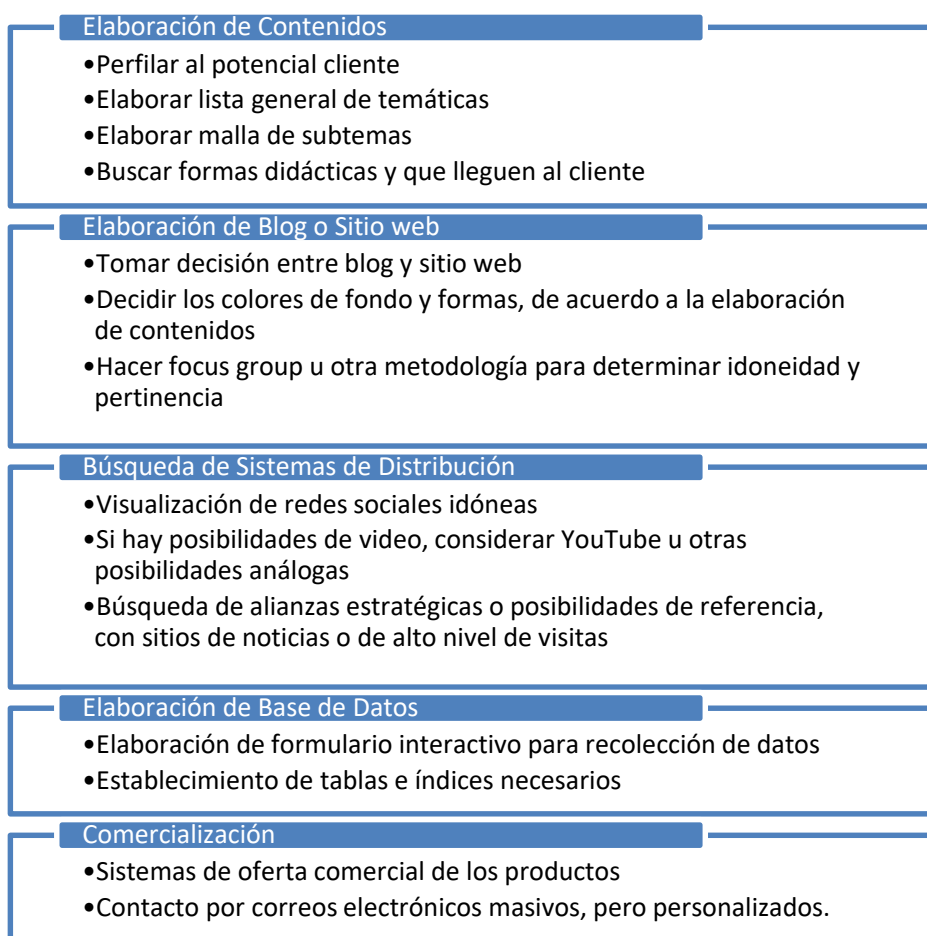 Elaboración de Contenidos
•Perfilar al potencial cliente
•Elaborar lista general de temáticas
•Elaborar malla de subtemas
•Buscar formas didácticas y que lleguen al cliente
Elaboración de Blog o Sitio web
•Tomar decisión entre blog y sitio web
•Decidir los colores de fondo y formas, de acuerdo a la elaboración
de contenidos
•Hacer focus group u otra metodología para determinar idoneidad y
pertinencia
Búsqueda de Sistemas de Distribución
•Visualización de redes sociales idóneas
•Si hay posibilidades de video, considerar YouTube u otras
posibilidades análogas
•Búsqueda de alianzas estratégicas o posibilidades de referencia,
con sitios de noticias o de alto nivel de visitas
Elaboración de Base de Datos
•Elaboración de formulario interactivo para recolección de datos
•Establecimiento de tablas e índices necesarios
Comercialización
•Sistemas de oferta comercial de los productos
•Contacto por correos electrónicos masivos, pero personalizados.